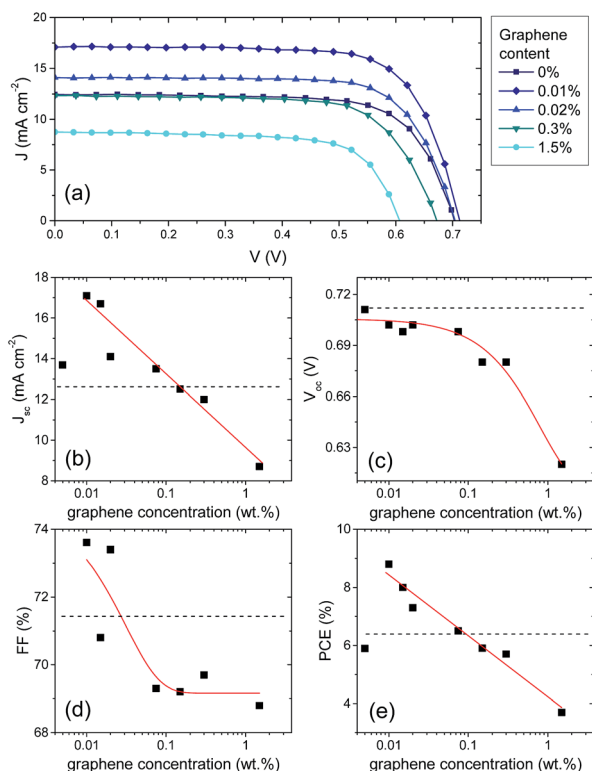 20
15
10
5
0
J (mA cm⁻²)
(a)
0.0 0.1 0.2 0.3 0.4 0.5 0.6 0.7
V (V)
Graphene
content
0%
0.01%
0.02%
0.3%
1.5%
18
16
14
12
10
8
J_sc (mA cm⁻²)
(b)
0.01 0.1 1
graphene concentration (wt.%)
0.72
0.69
0.66
0.63
V_oc (V)
(c)
0.01 0.1 1
graphene concentration (wt.%)
74
72
70
68
FF (%)
(d)
0.01 0.1 1
graphene concentration (wt.%)
10
8
6
4
PCE (%)
(e)
0.01 0.1 1
graphene concentration (wt.%)